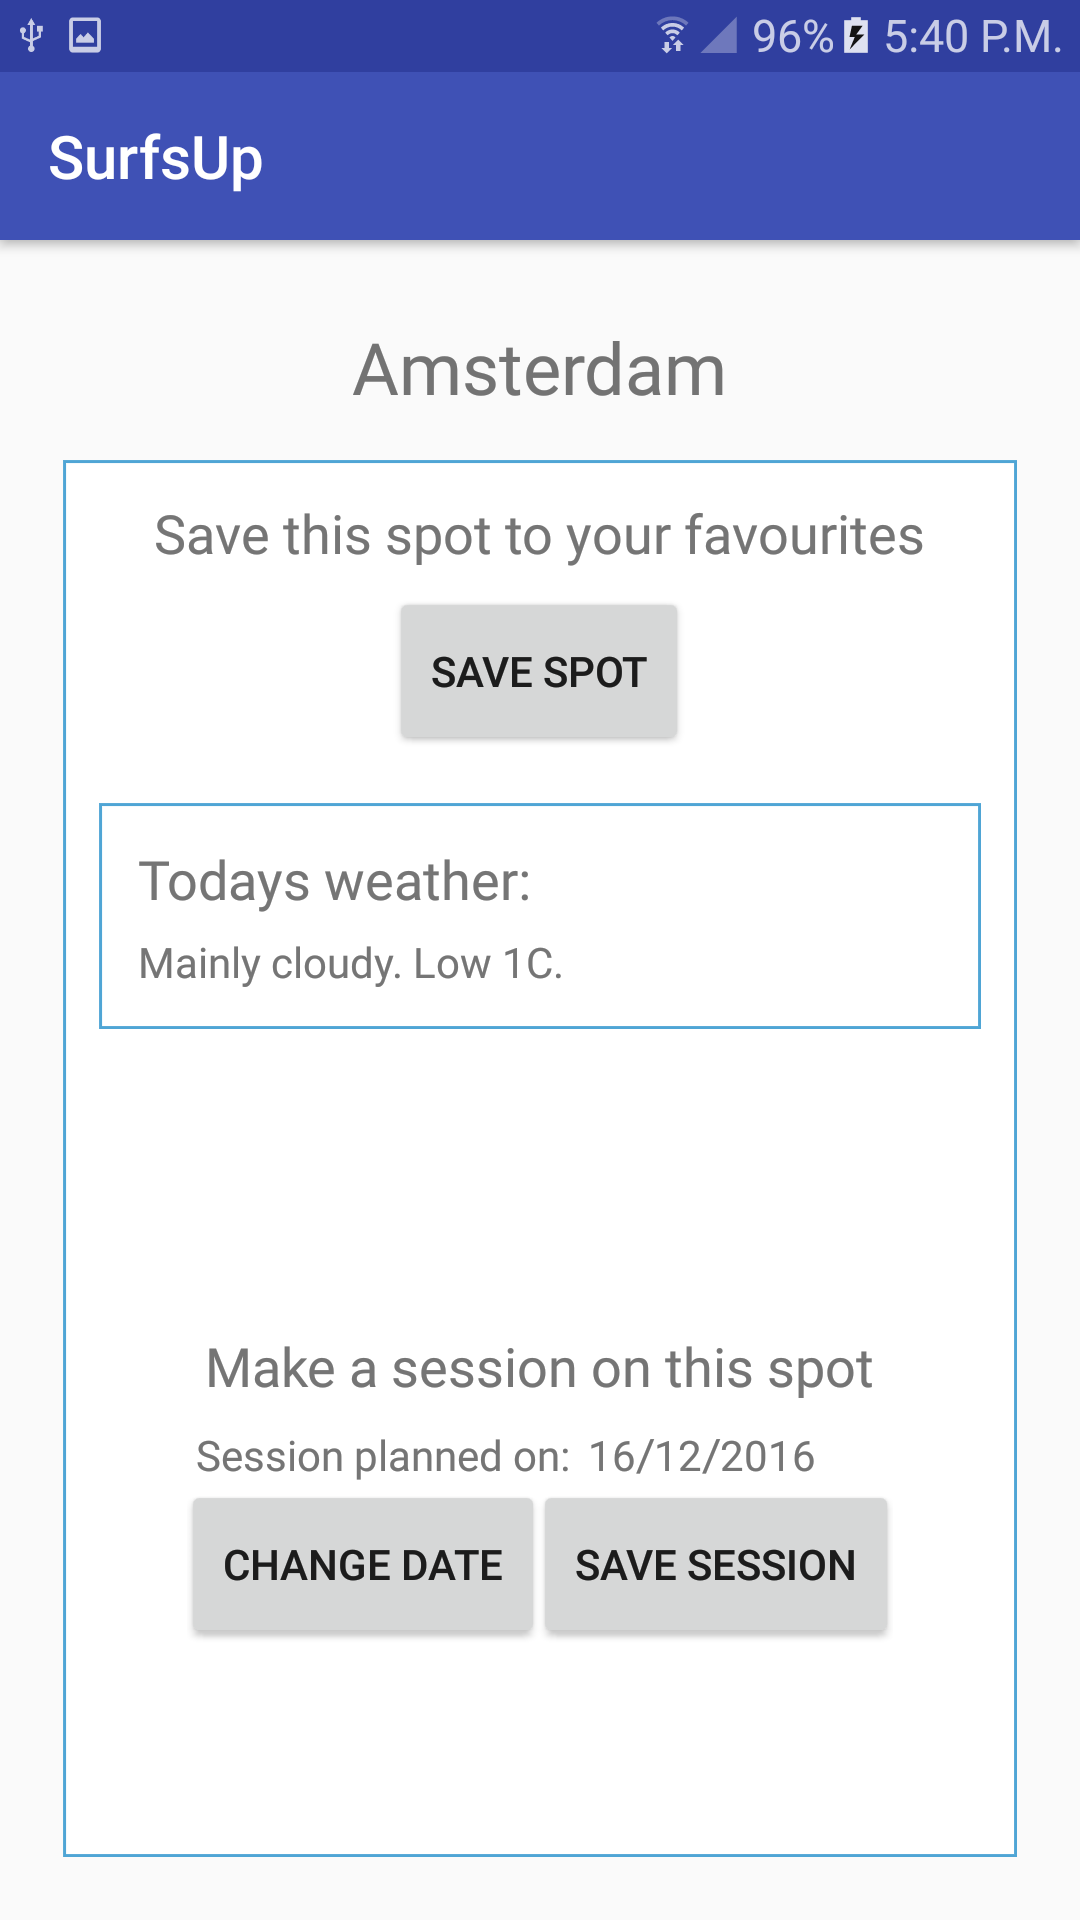 96% 5:40 P.M.
SurfsUp
Amsterdam
Save this spot to your favourites
SAVE SPOT
Todays weather:
Mainly cloudy. Low 1C.
Make a session on this spot
Session planned on: 16/12/2016
CHANGE DATE SAVE SESSION